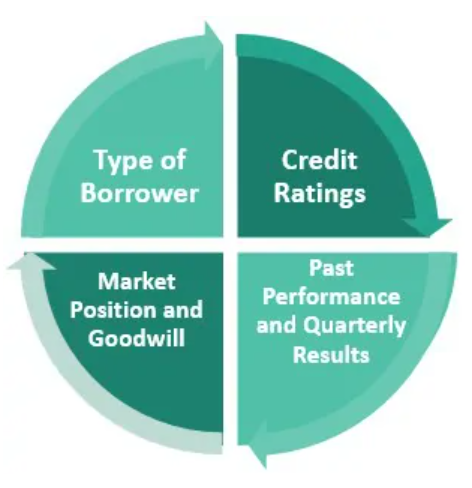 Type of
Borrower
Credit
Ratings
Market
Position and
Goodwill
Past
Performance
and Quarterly
Results